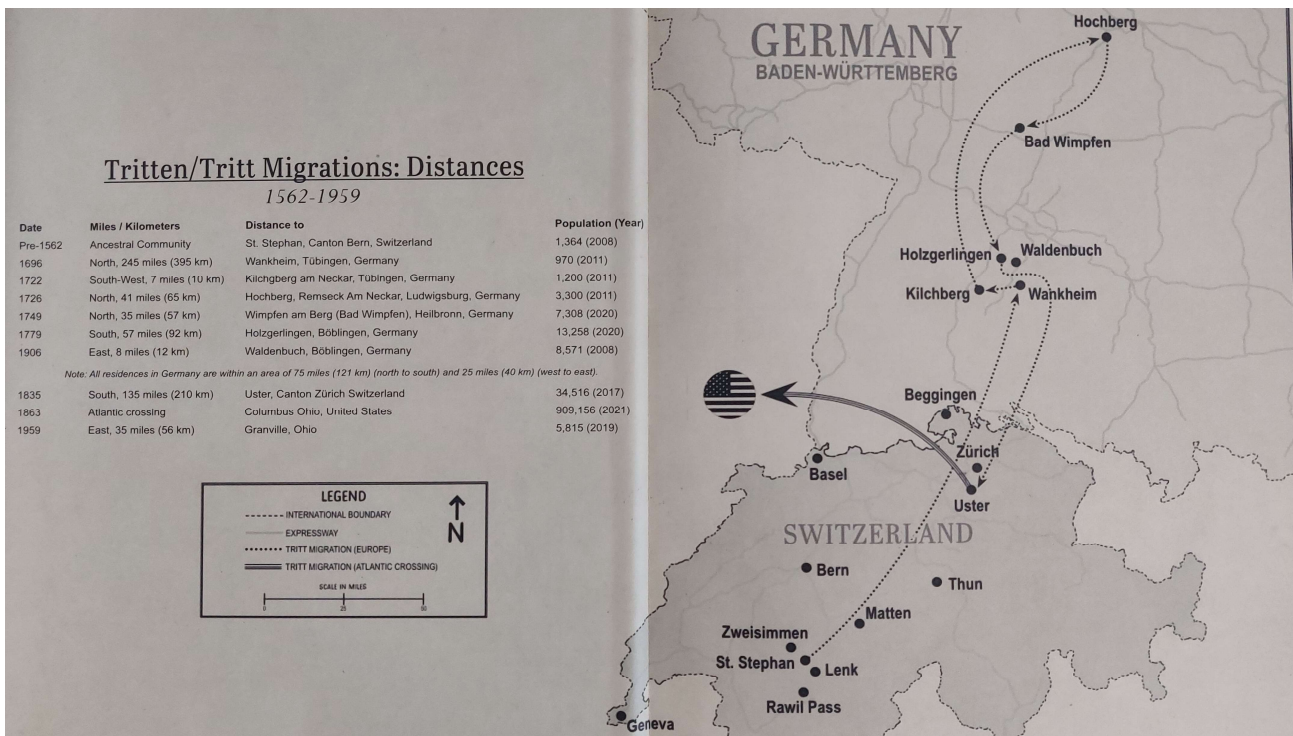 Tritten/Tritt Migrations: Distances
1562-1959
Date Miles / Kilometers Distance to Population (Year)
Pre-1562 Ancestral Community St. Stephan, Canton Bern, Switzerland 1,364 (2008)
1696 North, 245 miles (395 km) Wankheim, Tübingen, Germany 970 (2011)
1722 South-West, 7 miles (10 km) Kilchgberg am Neckar, Tübingen, Germany 1,200 (2011)
1726 North, 41 miles (65 km) Hochberg, Remseck Am Neckar, Ludwigsburg, Germany 3,300 (2011)
1749 North, 35 miles (57 km) Wimpfen am Berg (Bad Wimpfen), Heilbronn, Germany 7,308 (2020)
1779 South, 57 miles (92 km) Holzgerlingen, Böblingen, Germany 13,258 (2020)
1906 East, 8 miles (12 km) Waldenbuch, Böblingen, Germany 8,571 (2008)
Note: All residences in Germany are within an area of 75 miles (121 km) (north to south) and 25 miles (40 km) (west to east).
1835 South, 135 miles (210 km) Uster, Canton Zürich Switzerland 34,516 (2017)
1863 Atlantic crossing Columbus Ohio, United States 909,156 (2021)
1959 East, 35 miles (56 km) Granville, Ohio 5,815 (2019)
LEGEND
INTERNATIONAL BOUNDARY
EXPRESSWAY
TRITT MIGRATION (EUROPE)
TRITT MIGRATION (ATLANTIC CROSSING)
N
SCALE IN MILES
0 25 50
GERMANY
BADEN-WÜRTTEMBERG
Hochberg
Bad Wimpfen
Holzgerlingen
Waldenbuch
Kilchberg
Wankheim
Beggingen
Zürich
Basel
Uster
SWITZERLAND
Bern
Thun
Matten
Zweisimmen
St. Stephan
Lenk
Rawil Pass
Geneva